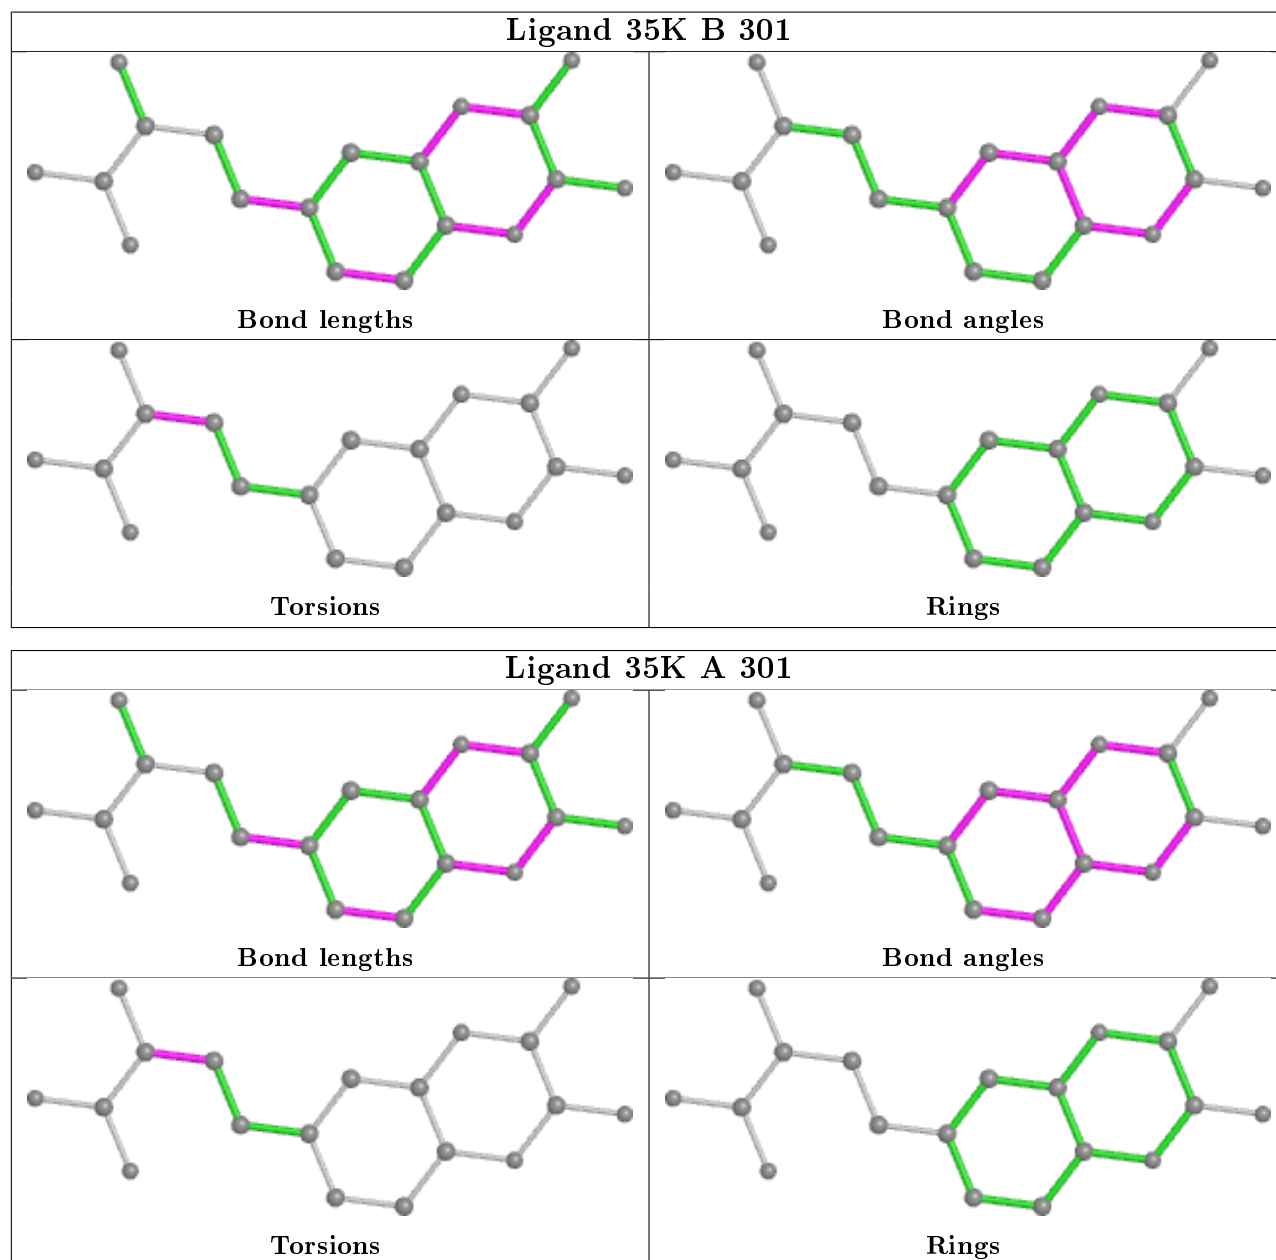 Ligand 35K B 301
Bond lengths
Bond angles
Torsions
Rings
Ligand 35K A 301
Bond lengths
Bond angles
Torsions
Rings